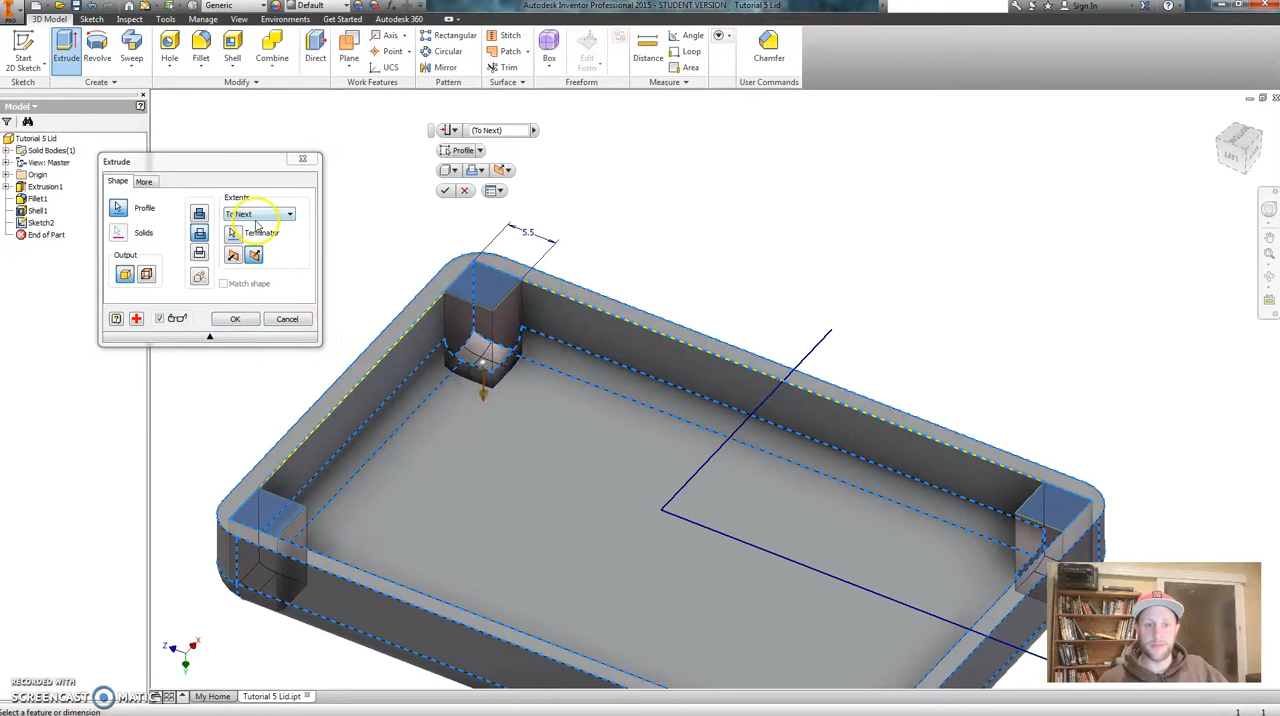 Generic
Default
Autodesk Inventor Professional 2015 - STUDENT VERSION   Tutorial 5 Lid
Sign In
PRO
3D Model
Sketch
Inspect
Tools
Manage
View
Environments
Get Started
Autodesk 360
Start
2D Sketch
Extrude
Revolve
Sweep
Hole
Fillet
Shell
Combine
Direct
Plane
Axis
Point
UCS
Rectangular
Circular
Mirror
Stitch
Patch
Trim
Box
Edit
Form
Distance
Angle
Loop
Area
Chamfer
Sketch
Create
Modify
Work Features
Pattern
Surface
Freeform
Measure
User Commands
Model
Tutorial 5 Lid
Solid Bodies(1)
View: Master
Origin
Extrusion1
Fillet1
Shell1
Sketch2
End of Part
Extrude
Shape
More
Profile
Solids
Output
Extents
To Next
Terminator
Match shape
OK
Cancel
(To Next)
Profile
5.5
LEFT
Z
X
Y
RECORDED WITH
SCREENCAST
MATIC
My Home
Tutorial 5 Lid.ipt
Select a feature or dimension
1
1